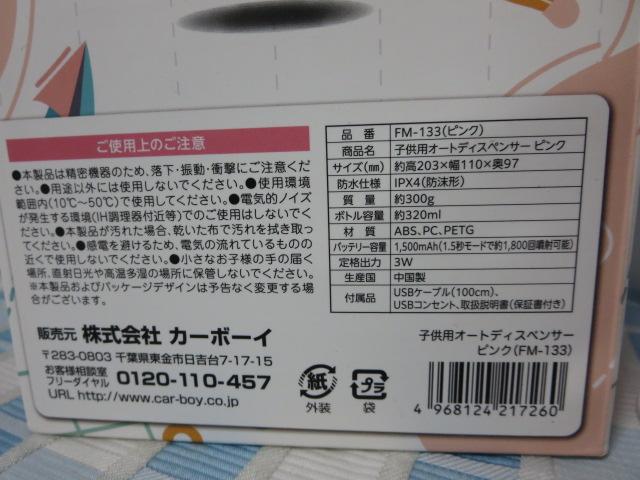 ご使用上のご注意
●本製品は精密機器のため、落下・振動・衝撃にご注意くださ
い。●用途以外には使用しないでください。●使用環境
範囲内(10℃〜50℃)で使用してください。●電気的ノイズ
が発生する環境(IH調理器付近等)でのご使用はしないでくだ
さい。●本製品が汚れた場合、乾いた布で汚れを拭き取っ
てください。●感電を避けるため、電気の流れているものの
近くで使用しないでください。●小さなお子様の手の届く
場所、直射日光や高温多湿の場所に保管しないでください。
※本製品およびパッケージデザインは予告なく変更する場
合がございます。
品番 FM-133(ピンク)
商品名 子供用オートディスペンサー ピンク
サイズ(mm) 約高203×幅110×奥97
防水仕様 IPX4(防沫形)
質量 約300g
ボトル容量 約320ml
材質 ABS、PC、PETG
バッテリー容量 1,500mAh(1.5秒モードで約1,800回噴射可能)
定格出力 3W
生産国 中国製
付属品 USBケーブル(100cm)、
USBコンセント、取扱説明書(保証書付き)
販売元 株式会社 カーボーイ
〒283-0803 千葉県東金市日吉台7-17-15
お客様相談室
フリーダイヤル 0120-110-457
URL http://www.car-boy.co.jp
紙
外装
プラ
袋
子供用オートディスペンサー
ピンク(FM-133)
4 968124 217260